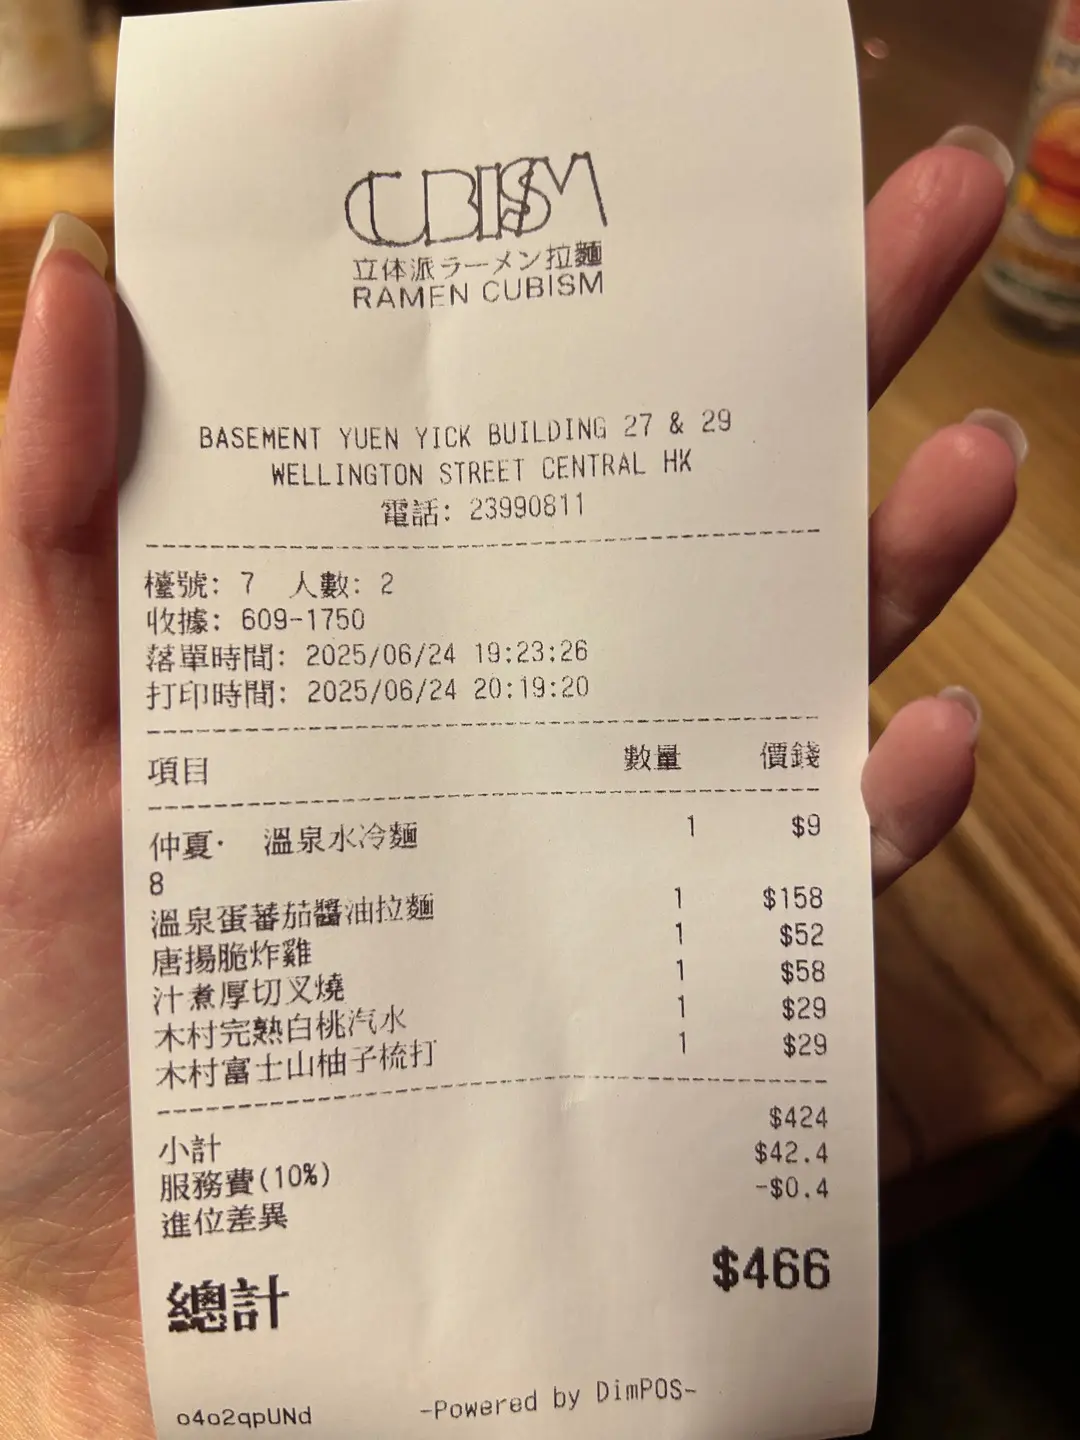 CUBISM
立体派ラーメン拉麵
RAMEN CUBISM
BASEMENT YUEN YICK BUILDING 27 & 29
WELLINGTON STREET CENTRAL HK
電話: 23990811
檯號: 7 人數: 2
收據: 609-1750
落單時間: 2025/06/24 19:23:26
打印時間: 2025/06/24 20:19:20
項目 數量 價錢
仲夏· 溫泉水冷麵 1 $9
8
溫泉蛋蕃茄醬油拉麵 1 $158
唐揚脆炸雞 1 $52
汁煮厚切叉燒 1 $58
木村完熟白桃汽水 1 $29
木村富士山柚子梳打 1 $29
小計 $424
服務費(10%) $42.4
進位差異 -$0.4
總計 $466
o4o2qpUNd -Powered by DimPOS-